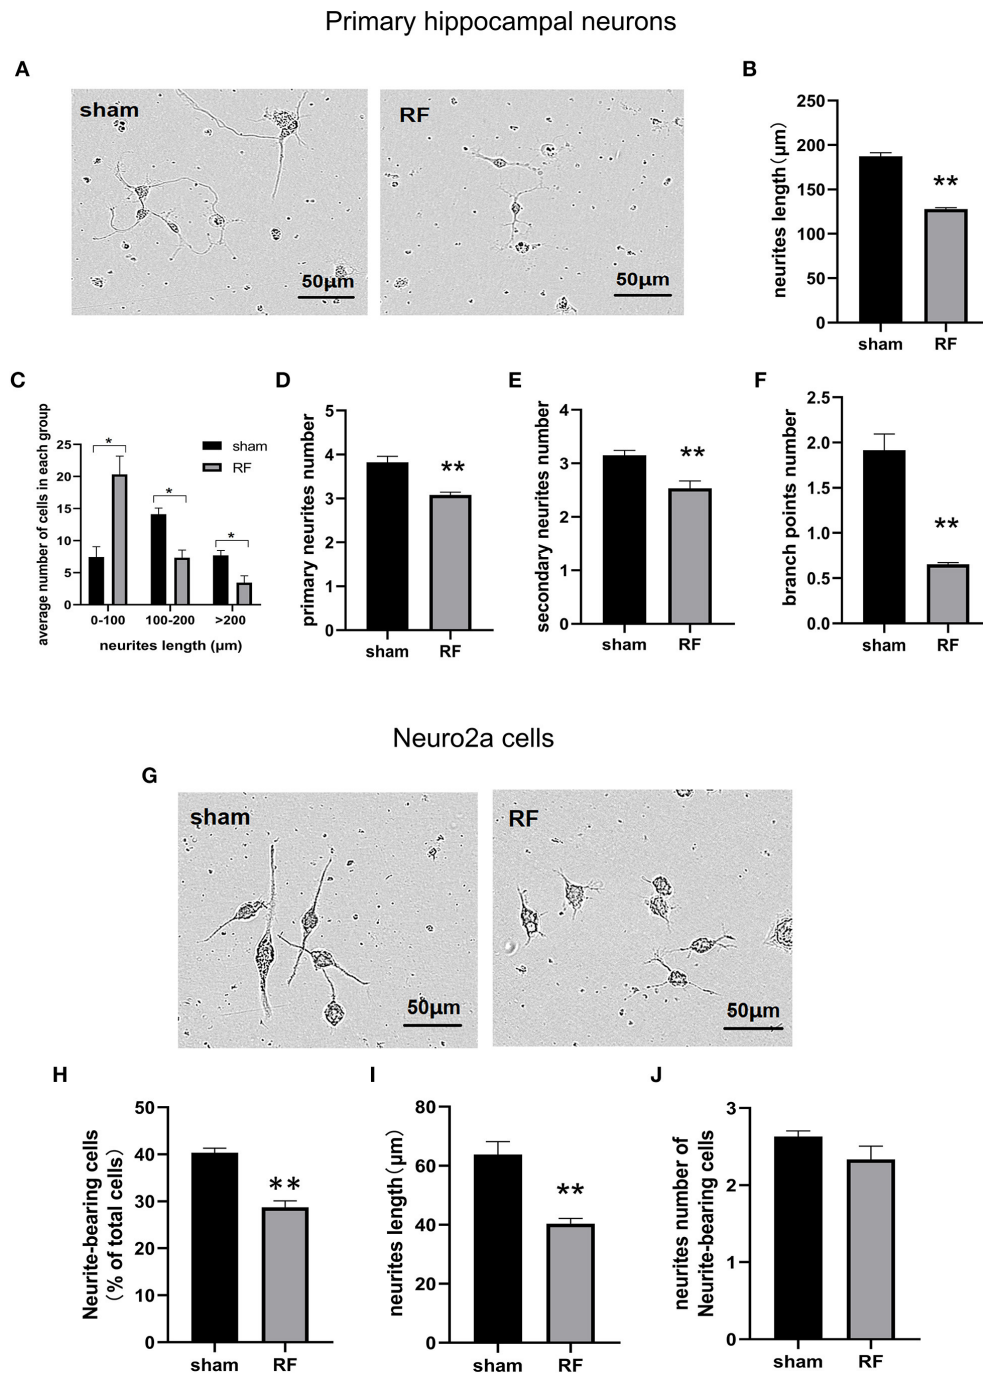 Primary hippocampal neurons
A
sham
50μm
RF
50μm
B
neurites length (μm)
250
200
150
100
50
0
sham RF
**
C
average number of cells in each group
25
20
15
10
5
0
* * *
sham
RF
0-100 100-200 >200
neurites length (μm)
D
primary neurites number
5
4
3
2
1
0
**
sham RF
E
secondary neurites number
4
3
2
1
0
**
sham RF
F
branch points number
2.5
2.0
1.5
1.0
0.5
0.0
**
sham RF
Neuro2a cells
G
sham
50μm
RF
50μm
H
Neurite-bearing cells
(% of total cells)
50
40
30
20
10
0
**
sham RF
I
neurites length (μm)
80
60
40
20
0
**
sham RF
J
neurites number of
Neurite-bearing cells
3
2
1
0
sham RF